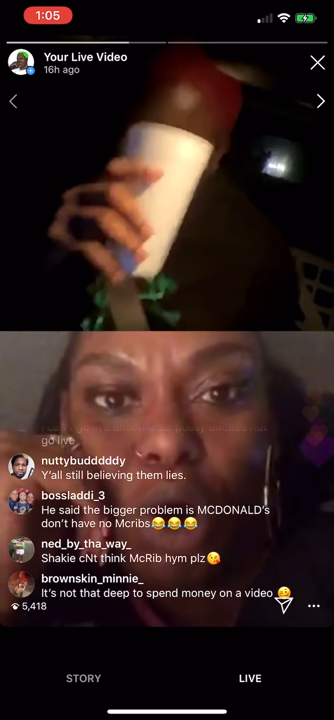 1:05
Your Live Video
16h ago
go live
nuttybudddddy
Y'all still believing them lies.
bossladdi_3
He said the bigger problem is MCDONALD's
don't have no Mcribs😂😂😂
ned_by_tha_way_
Shakie cNt think McRib hym plz😘
brownskin_minnie_
It's not that deep to spend money on a video
5,418
STORY
LIVE